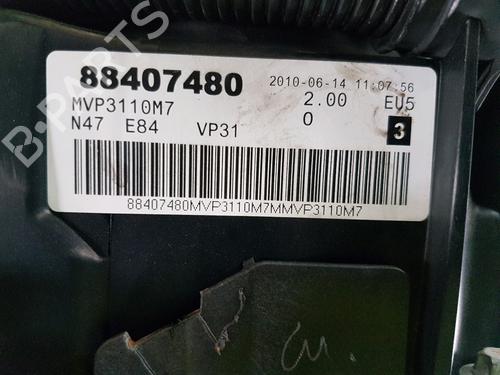 88407480 2010-06-14 11:07:56
MVP3110M7 2.00 EU5
N47 E84 VP31 0 3
88407480MVP3110M7MMVP3110M7
B-PARTS